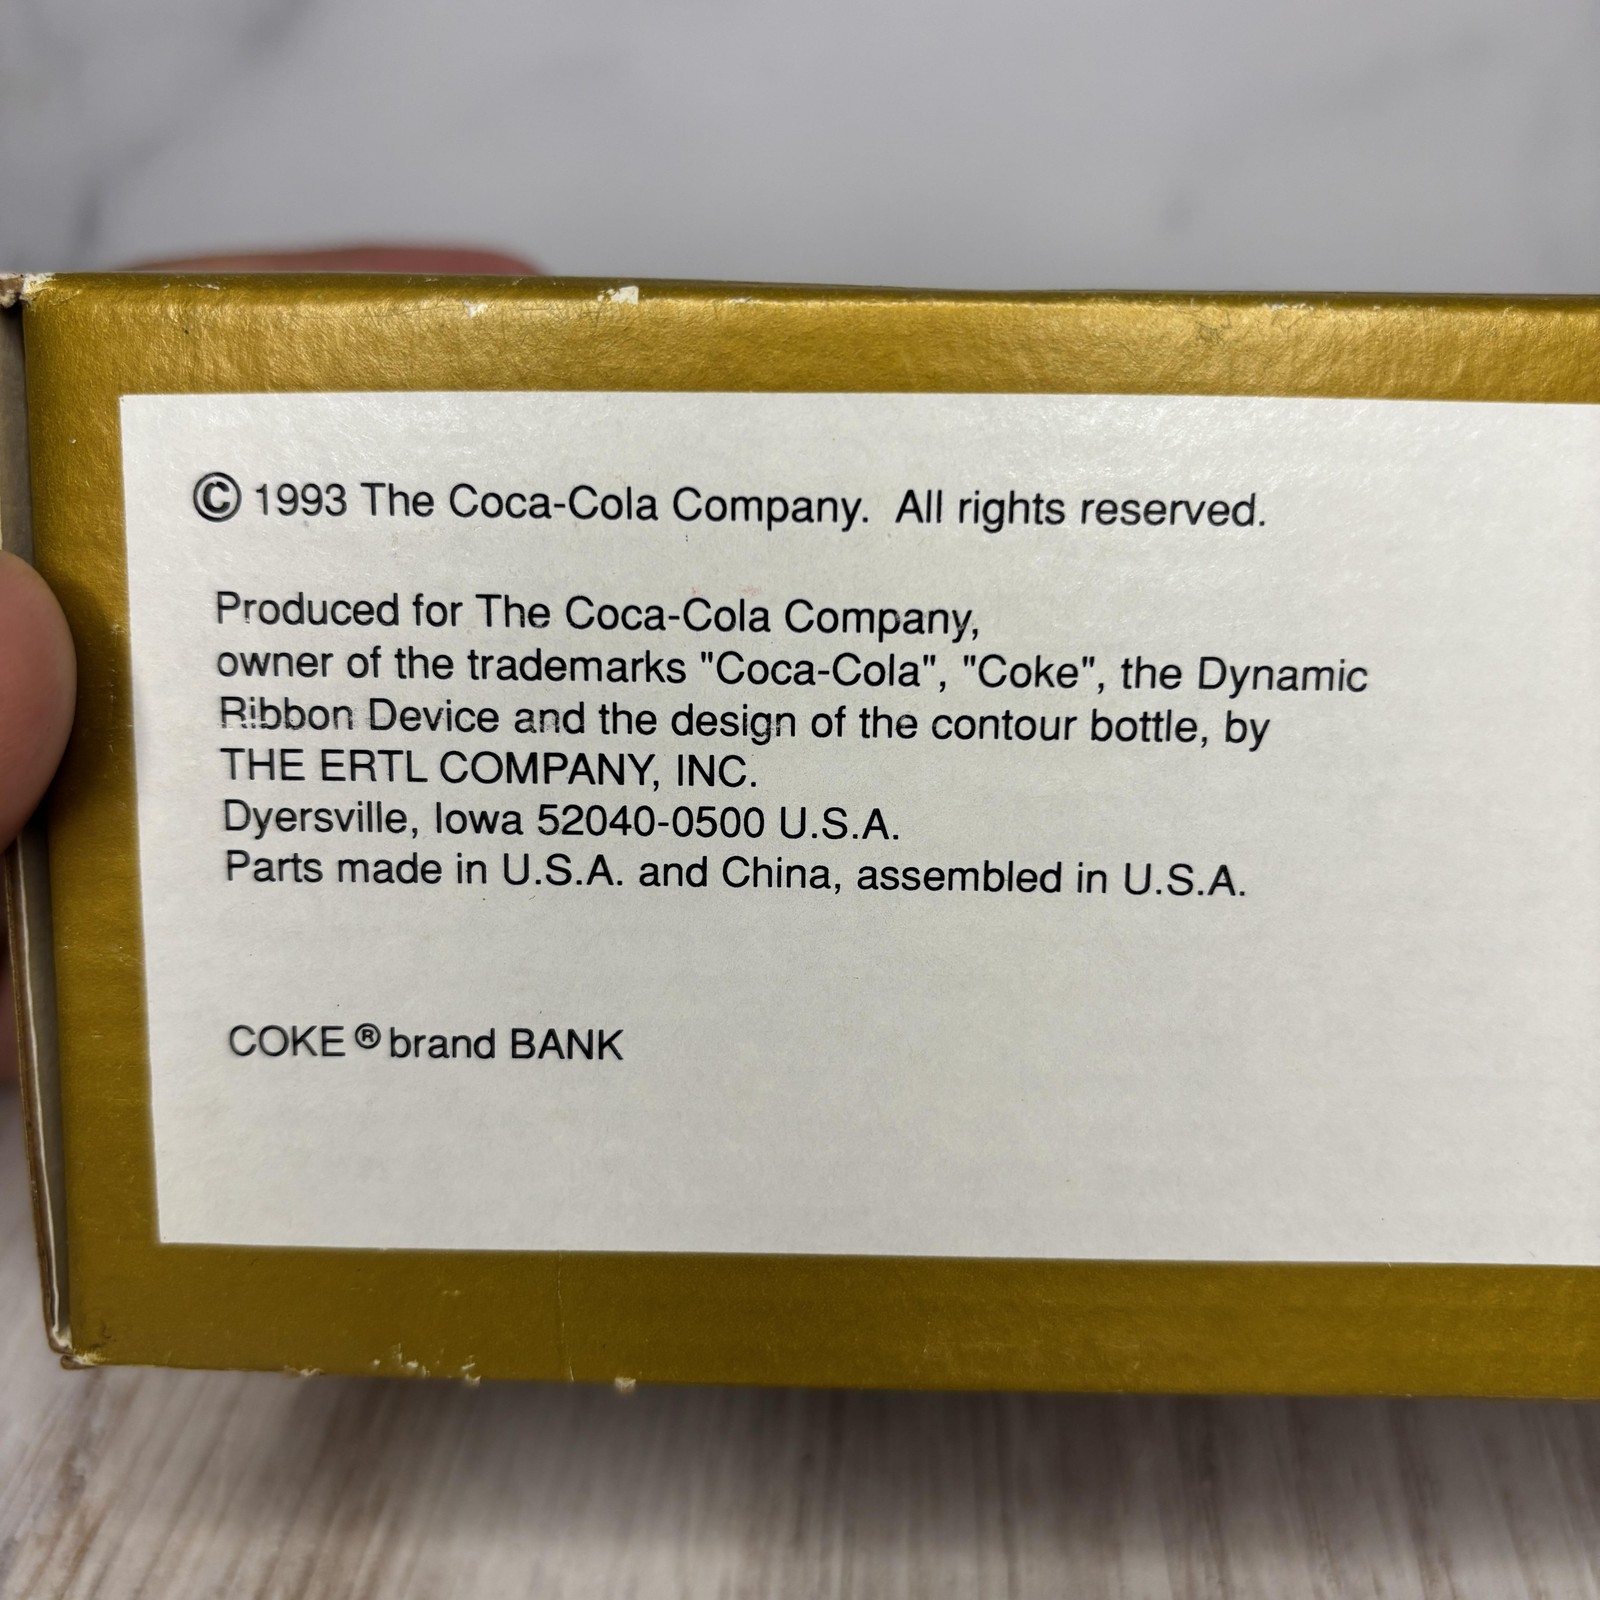 © 1993 The Coca-Cola Company. All rights reserved.
Produced for The Coca-Cola Company,
owner of the trademarks "Coca-Cola", "Coke", the Dynamic
Ribbon Device and the design of the contour bottle, by
THE ERTL COMPANY, INC.
Dyersville, Iowa 52040-0500 U.S.A.
Parts made in U.S.A. and China, assembled in U.S.A.
COKE ® brand BANK